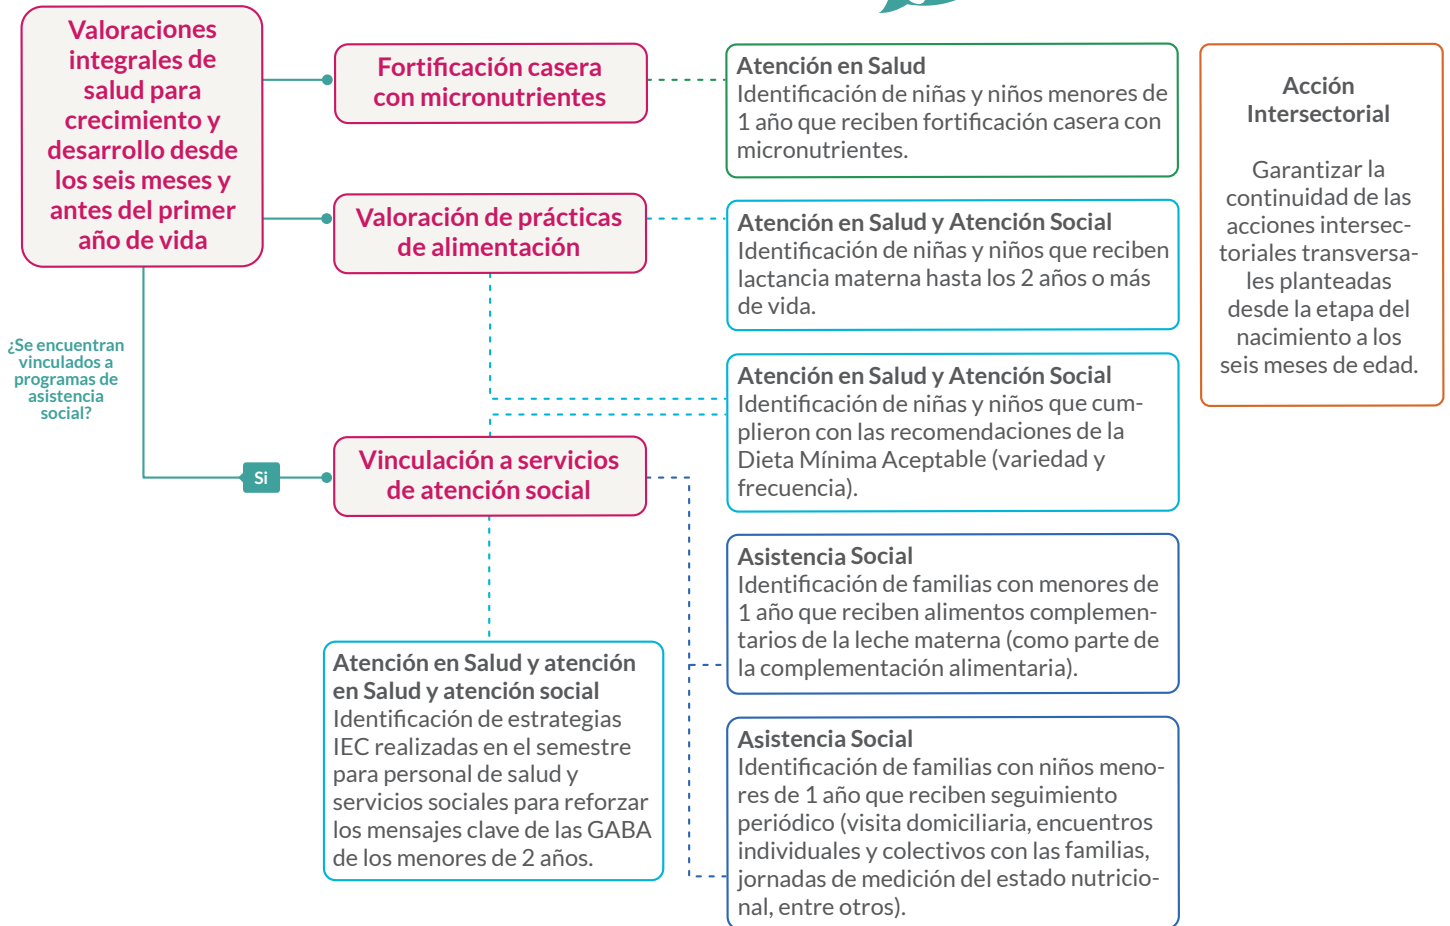 Valoraciones
integrales de
salud para
crecimiento y
desarrollo desde
los seis meses y
antes del primer
año de vida
Fortificación casera
con micronutrientes
Atención en Salud
Identificación de niñas y niños menores de
1 año que reciben fortificación casera con
micronutrientes.
Acción
Intersectorial
Garantizar la
continuidad de las
acciones intersec-
toriales transversa-
les planteadas
desde la etapa del
nacimiento a los
seis meses de edad.
Valoración de prácticas
de alimentación
Atención en Salud y Atención Social
Identificación de niñas y niños que reciben
lactancia materna hasta los 2 años o más
de vida.
¿Se encuentran
vinculados a
programas de
asistencia
social?
Atención en Salud y Atención Social
Identificación de niñas y niños que cum-
plieron con las recomendaciones de la
Dieta Mínima Aceptable (variedad y
frecuencia).
Si
Vinculación a servicios
de atención social
Asistencia Social
Identificación de familias con menores de
1 año que reciben alimentos complemen-
tarios de la leche materna (como parte de
la complementación alimentaria).
Atención en Salud y atención
en Salud y atención social
Identificación de estrategias
IEC realizadas en el semestre
para personal de salud y
servicios sociales para reforzar
los mensajes clave de las GABA
de los menores de 2 años.
Asistencia Social
Identificación de familias con niños meno-
res de 1 año que reciben seguimiento
periódico (visita domiciliaria, encuentros
individuales y colectivos con las familias,
jornadas de medición del estado nutricio-
nal, entre otros).